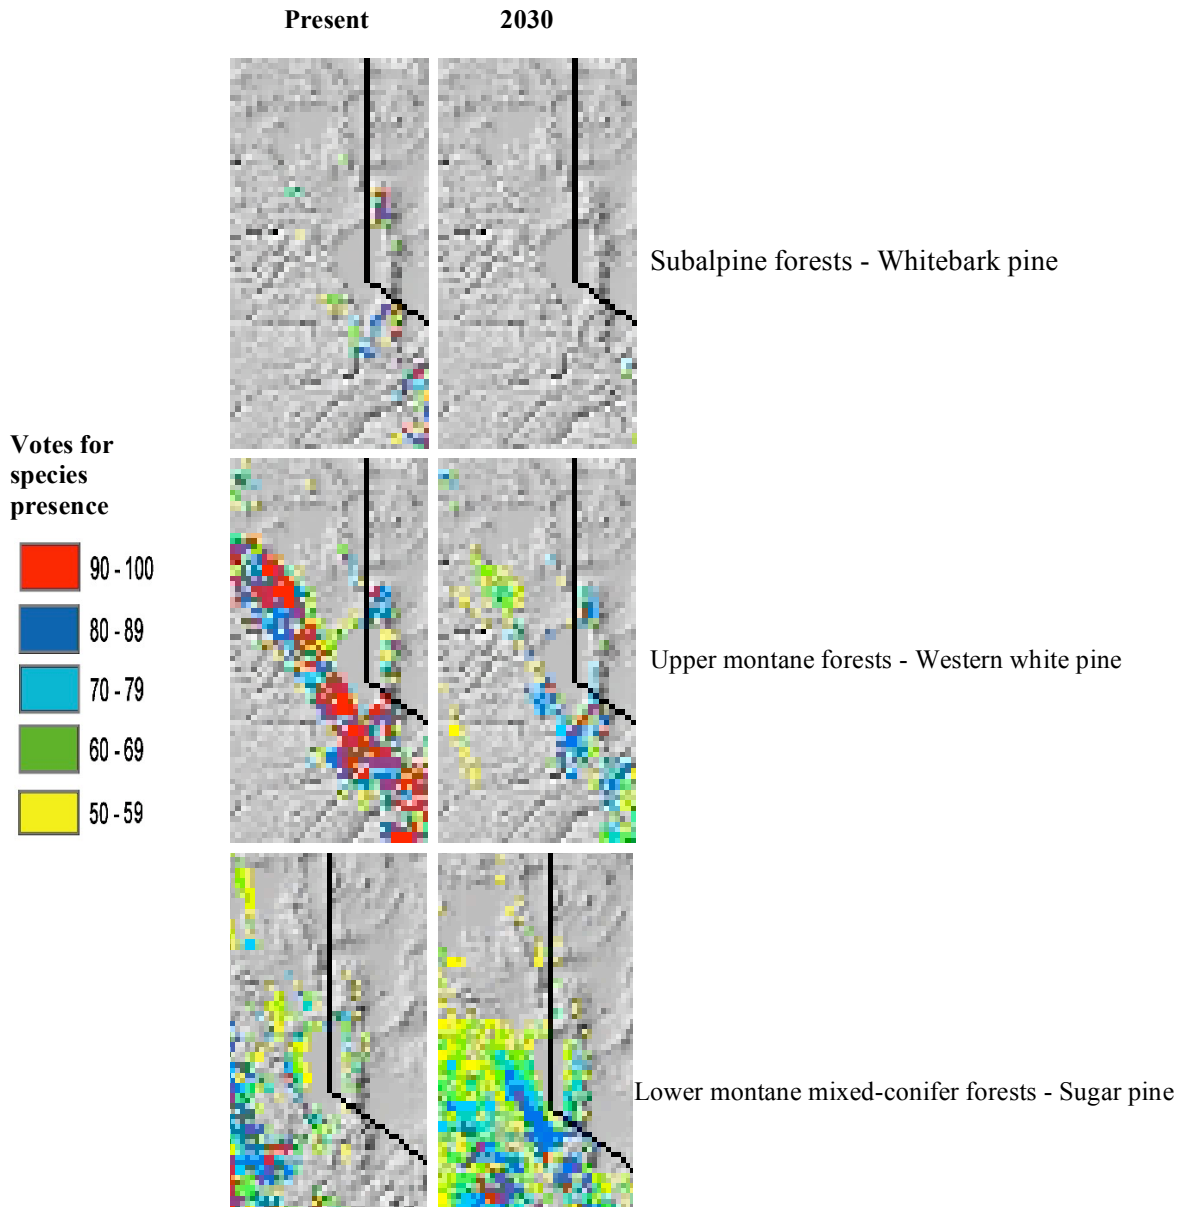 Present
2030
Subalpine forests - Whitebark pine
Votes for
species
presence
90 - 100
80 - 89
70 - 79
60 - 69
50 - 59
Upper montane forests - Western white pine
Lower montane mixed-conifer forests - Sugar pine